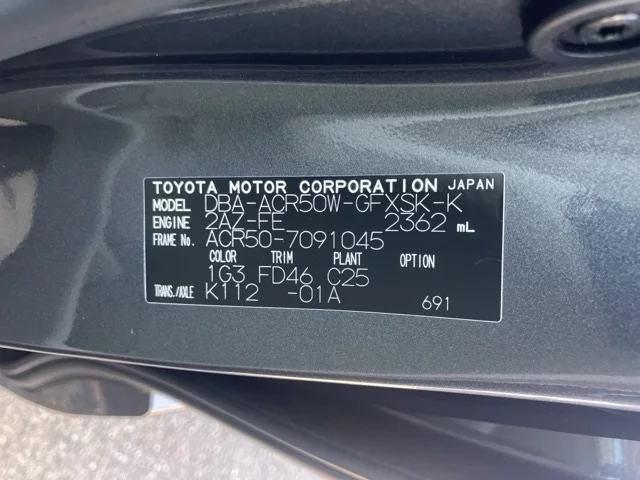 TOYOTA MOTOR CORPORATION JAPAN
MODEL DBA-ACR50W-GFXSK-K
ENGINE 2AZ-FE 2362 mL
FRAME No. ACR50-7091045
COLOR TRIM PLANT OPTION
1G3 FD46 C25
TRANS./AXLE K112 -01A 691